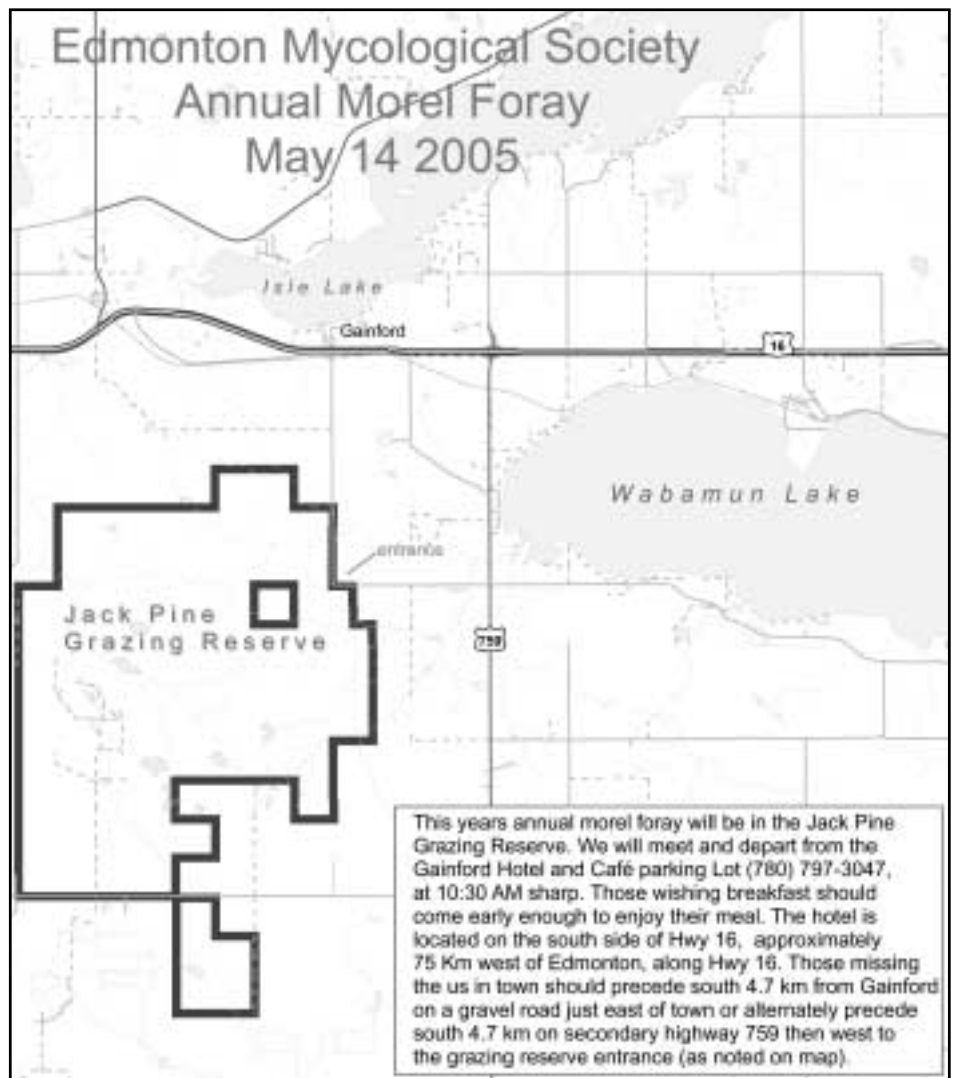 Edmonton Mycological Society
Annual Morel Foray
May 14 2005
Isle Lake
Gainford
16
Wabamun Lake
entrance
Jack Pine
Grazing Reserve
759
This years annual morel foray will be in the Jack Pine
Grazing Reserve. We will meet and depart from the
Gainford Hotel and Café parking Lot (780) 797-3047,
at 10:30 AM sharp. Those wishing breakfast should
come early enough to enjoy their meal. The hotel is
located on the south side of Hwy 16, approximately
75 Km west of Edmonton, along Hwy 16. Those missing
the us in town should precede south 4.7 km from Gainford
on a gravel road just east of town or alternately precede
south 4.7 km on secondary highway 759 then west to
the grazing reserve entrance (as noted on map).